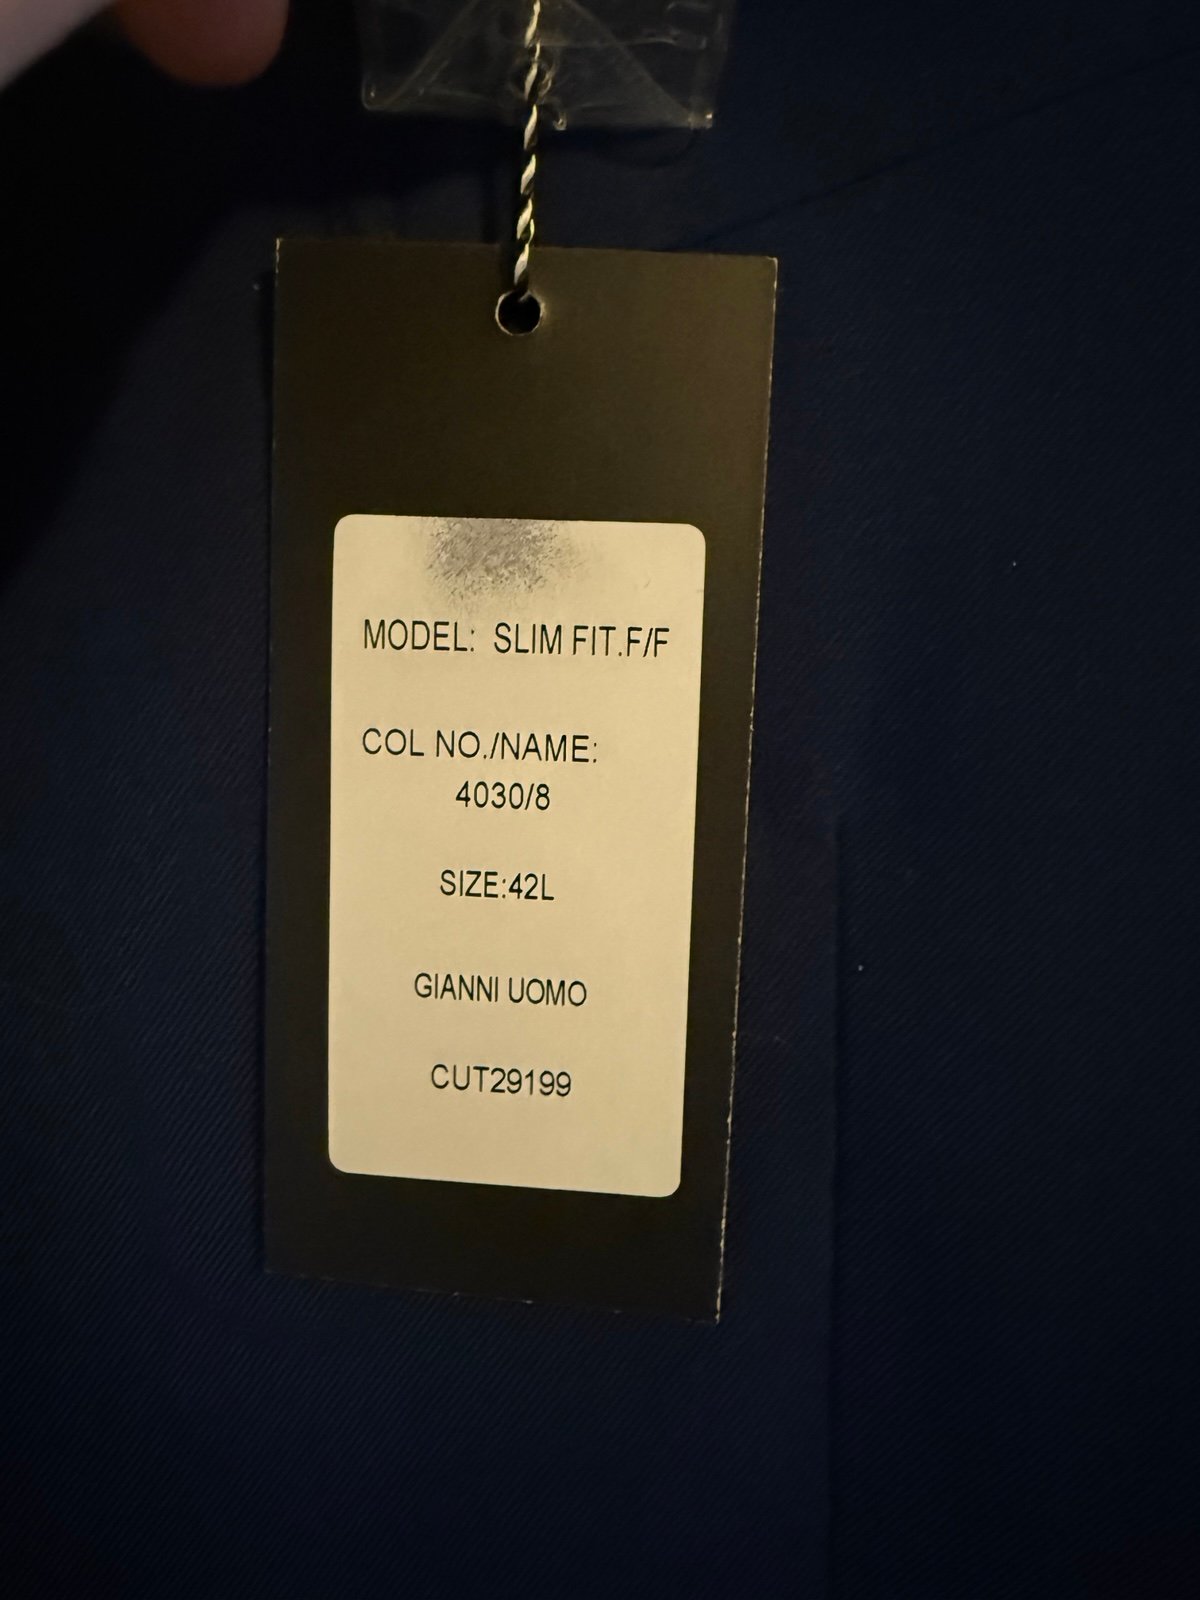 MODEL: SLIM FIT.F/F
COL NO./NAME:
4030/8
SIZE:42L
GIANNI UOMO
CUT29199